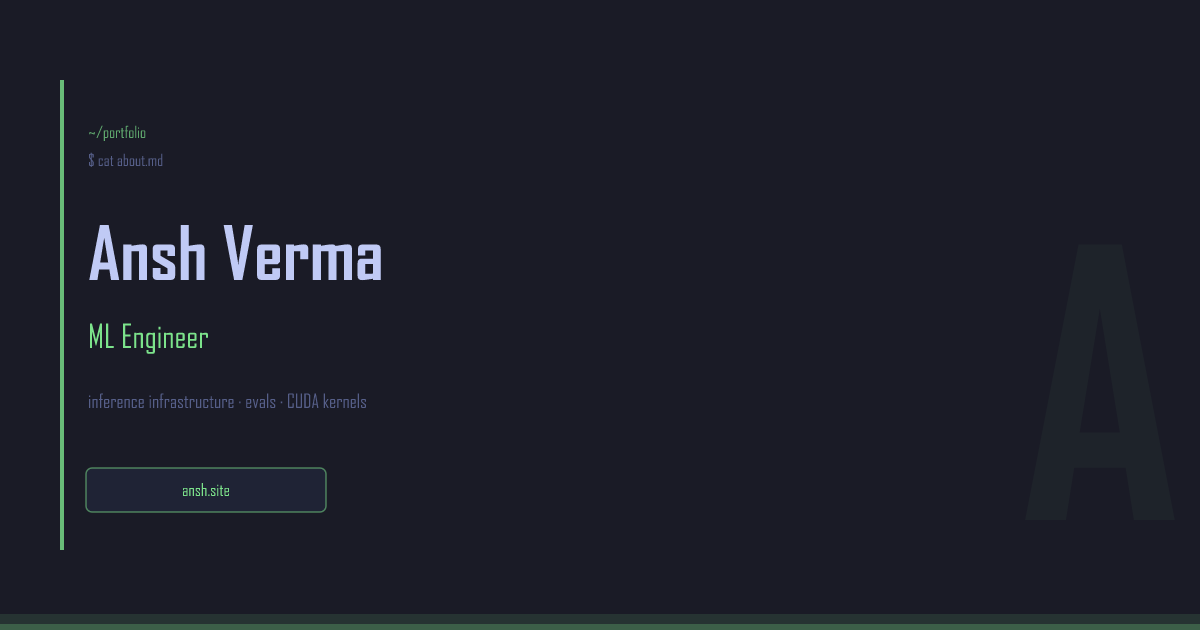 ~/portfolio
$ cat about.md
Ansh Verma
ML Engineer
inference infrastructure · evals · CUDA kernels
ansh.site
A